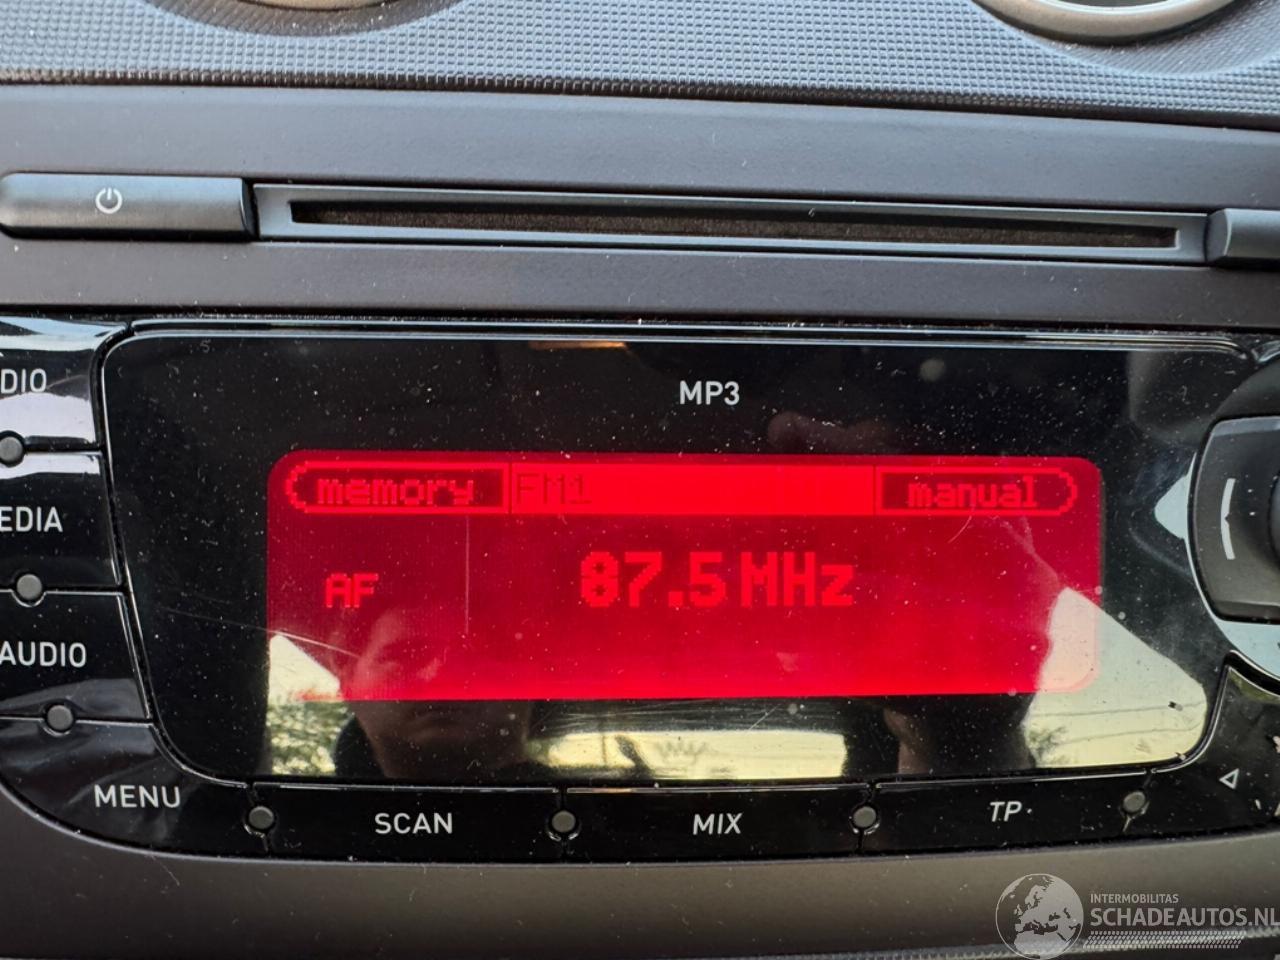 DIO
MP3
memory FM1 manual
EDIA
AF 87.5 MHz
AUDIO
MENU
SCAN
MIX
TP
INTERMOBILITAS
SCHADEAUTOS.NL